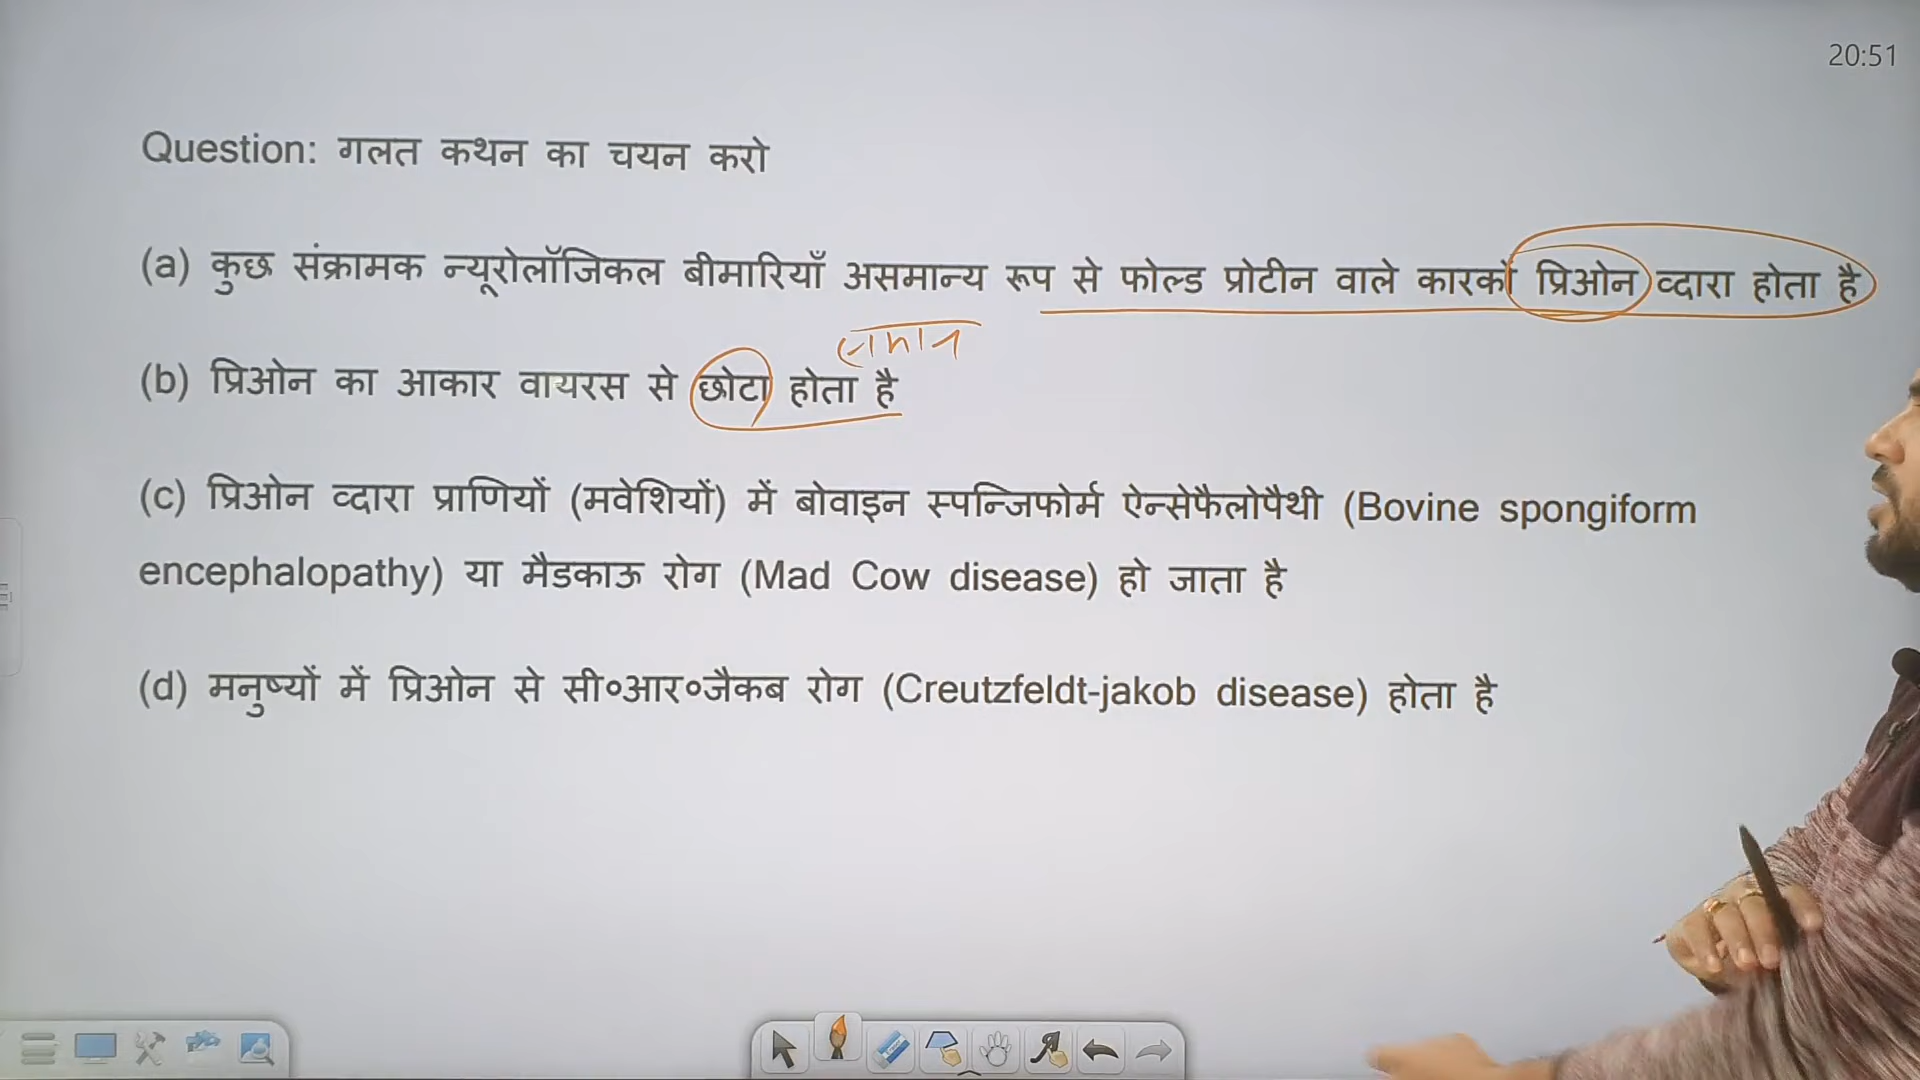 20:51
Question: गलत कथन का चयन करो
(a) कुछ संक्रामक न्यूरोलॉजिकल बीमारियाँ असमान्य रूप से फोल्ड प्रोटीन वाले कारकों प्रिओन व्दारा होता है
समान
(b) प्रिओन का आकार वायरस से छोटा होता है
(c) प्रिओन व्दारा प्राणियों (मवेशियों) में बोवाइन स्पन्जिफोर्म ऐन्सेफैलोपैथी (Bovine spongiform
encephalopathy) या मैडकाऊ रोग (Mad Cow disease) हो जाता है
(d) मनुष्यों में प्रिओन से सी॰आर॰जैकब रोग (Creutzfeldt-jakob disease) होता है